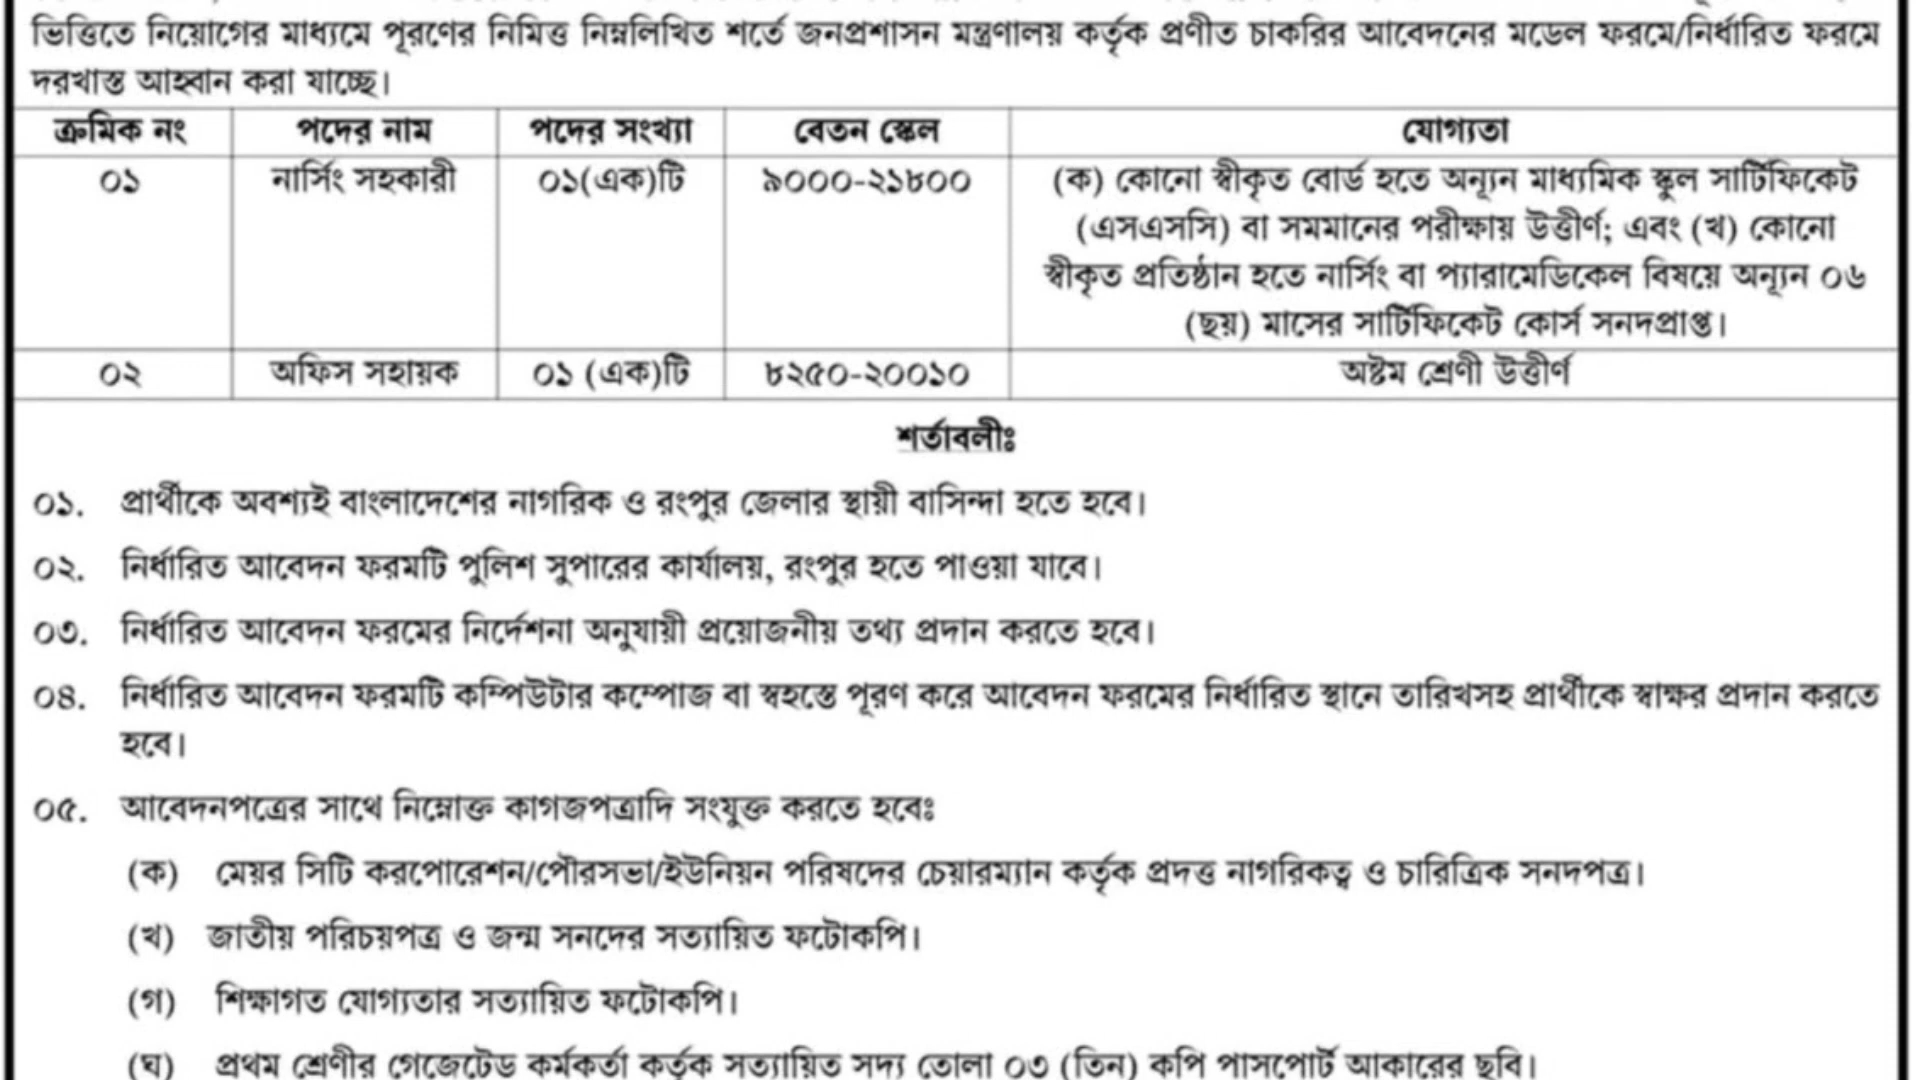 ভিত্তিতে নিয়োগের মাধ্যমে পূরণের নিমিত্ত নিম্নলিখিত শর্তে জনপ্রশাসন মন্ত্রণালয় কর্তৃক প্রণীত চাকরির আবেদনের মডেল ফরমে/নির্ধারিত ফরমে
দরখাস্ত আহ্বান করা যাচ্ছে।
ক্রমিক নং পদের নাম পদের সংখ্যা বেতন স্কেল যোগ্যতা
০১ নার্সিং সহকারী ০১(এক)টি ৯০০০-২১৮০০ (ক) কোনো স্বীকৃত বোর্ড হতে অন্যূন মাধ্যমিক স্কুল সার্টিফিকেট
(এসএসসি) বা সমমানের পরীক্ষায় উত্তীর্ণ; এবং (খ) কোনো
স্বীকৃত প্রতিষ্ঠান হতে নার্সিং বা প্যারামেডিকেল বিষয়ে অন্যূন ০৬
(ছয়) মাসের সার্টিফিকেট কোর্স সনদপ্রাপ্ত।
০২ অফিস সহায়ক ০১ (এক)টি ৮২৫০-২০০১০ অষ্টম শ্রেণী উত্তীর্ণ
শর্তাবলীঃ
০১. প্রার্থীকে অবশ্যই বাংলাদেশের নাগরিক ও রংপুর জেলার স্থায়ী বাসিন্দা হতে হবে।
০২. নির্ধারিত আবেদন ফরমটি পুলিশ সুপারের কার্যালয়, রংপুর হতে পাওয়া যাবে।
০৩. নির্ধারিত আবেদন ফরমের নির্দেশনা অনুযায়ী প্রয়োজনীয় তথ্য প্রদান করতে হবে।
০৪. নির্ধারিত আবেদন ফরমটি কম্পিউটার কম্পোজ বা স্বহস্তে পূরণ করে আবেদন ফরমের নির্ধারিত স্থানে তারিখসহ প্রার্থীকে স্বাক্ষর প্রদান করতে
হবে।
০৫. আবেদনপত্রের সাথে নিম্নোক্ত কাগজপত্রাদি সংযুক্ত করতে হবেঃ
(ক) মেয়র সিটি করপোরেশন/পৌরসভা/ইউনিয়ন পরিষদের চেয়ারম্যান কর্তৃক প্রদত্ত নাগরিকত্ব ও চারিত্রিক সনদপত্র।
(খ) জাতীয় পরিচয়পত্র ও জন্ম সনদের সত্যায়িত ফটোকপি।
(গ) শিক্ষাগত যোগ্যতার সত্যায়িত ফটোকপি।
(ঘ) প্রথম শ্রেণীর গেজেটেড কর্মকর্তা কর্তৃক সত্যায়িত সদ্য তোলা ০৩ (তিন) কপি পাসপোর্ট আকারের ছবি।